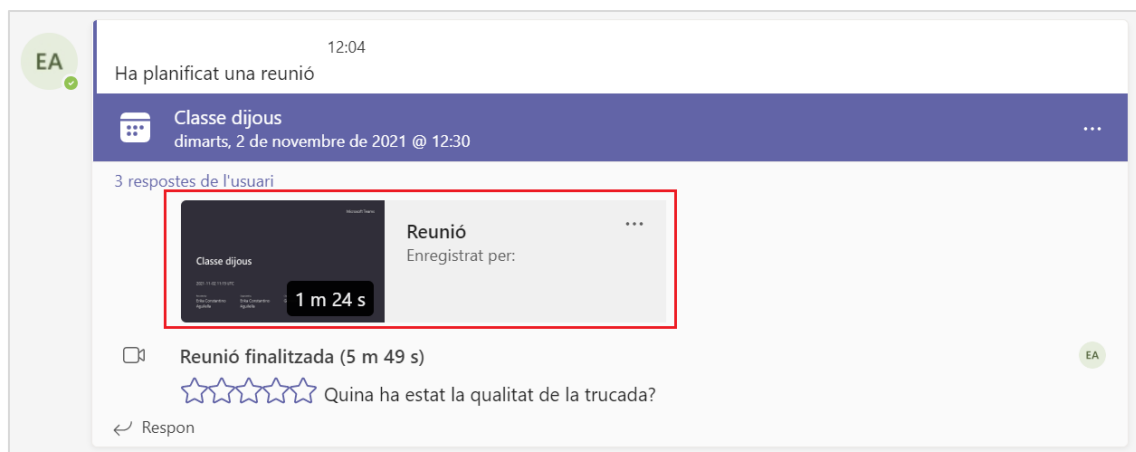 EA
12:04
Ha planificat una reunió
Classe dijous
dimarts, 2 de novembre de 2021 @ 12:30
3 respostes de l'usuari
Microsoft Teams
Classe dijous
1 m 24 s
Reunió
Enregistrat per:
Reunió finalitzada (5 m 49 s)
EA
Quina ha estat la qualitat de la trucada?
Respon